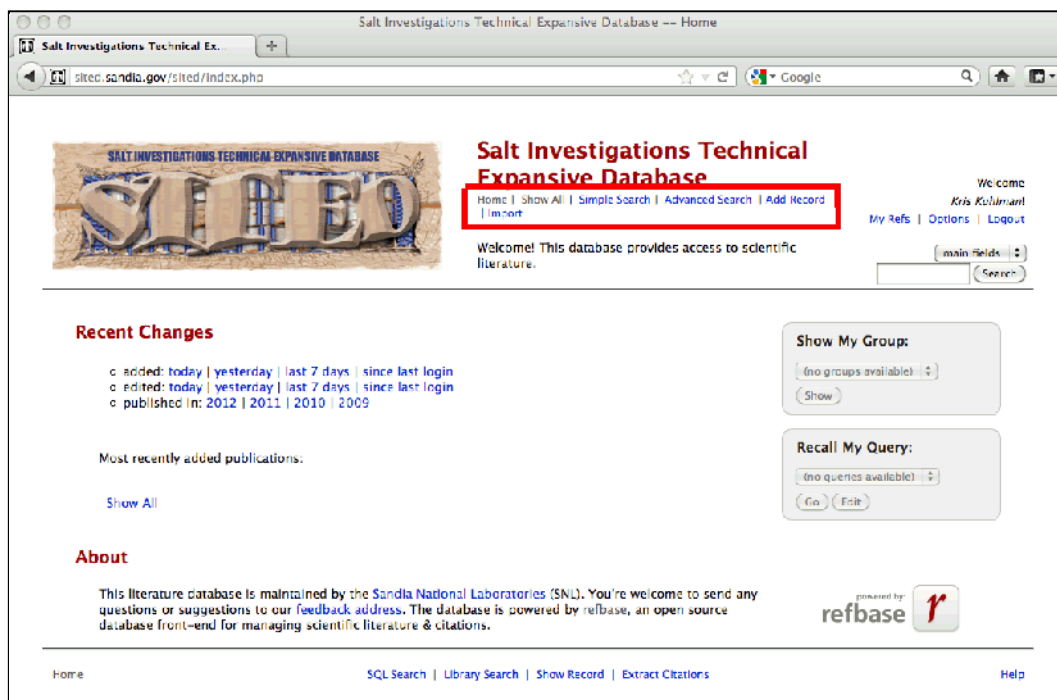 Salt Investigations Technical Expansive Database -- Home
Salt Investigations Technical Ex...
sited.sandia.gov/sited/index.php
Google
SALT INVESTIGATIONS TECHNICAL EXPANSIVE DATABASE
SITED
Salt Investigations Technical
Expansive Database
Home | Show All | Simple Search | Advanced Search | Add Record
| Import
Welcome! This database provides access to scientific
literature.
Welcome
Kris Kuhlman!
My Refs | Options | Logout
main fields
Search
Recent Changes
added: today | yesterday | last 7 days | since last login
edited: today | yesterday | last 7 days | since last login
published in: 2012 | 2011 | 2010 | 2009
Most recently added publications:
Show All
Show My Group:
(no groups available)
Show
Recall My Query:
(no queries available)
Go Edit
About
This literature database is maintained by the Sandia National Laboratories (SNL). You're welcome to send any
questions or suggestions to our feedback address. The database is powered by refbase, an open source
database front-end for managing scientific literature & citations.
powered by
refbase r
Home
SQL Search | Library Search | Show Record | Extract Citations
Help